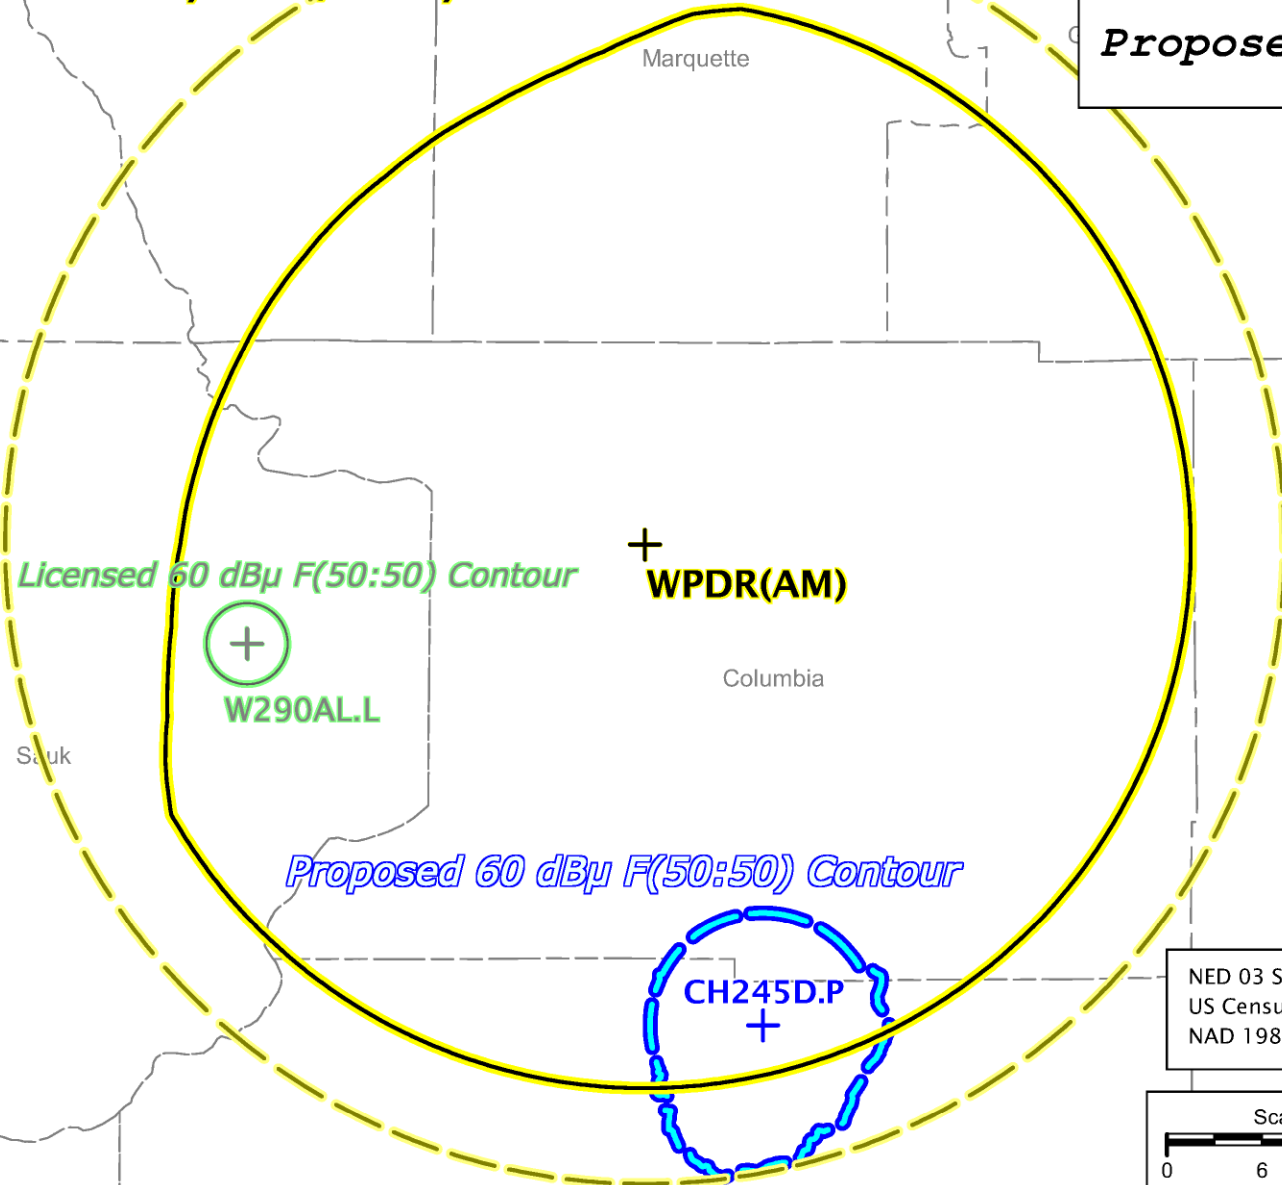 Marquette
Propose
Licensed 60 dBµ F(50:50) Contour
WPDR(AM)
Columbia
W290AL.L
Sauk
Proposed 60 dBµ F(50:50) Contour
CH245D.P
NED 03 S
US Censu
NAD 198
Sca
0 6